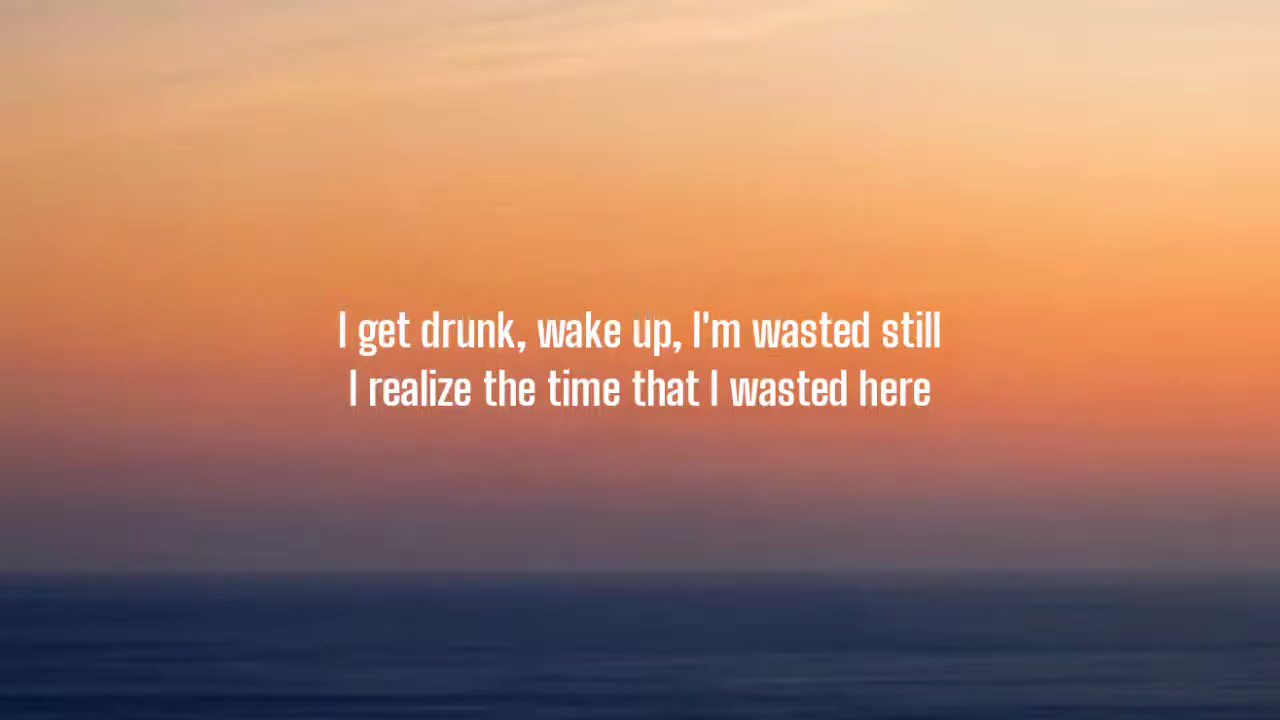 I get drunk, wake up, I'm wasted still
I realize the time that I wasted here